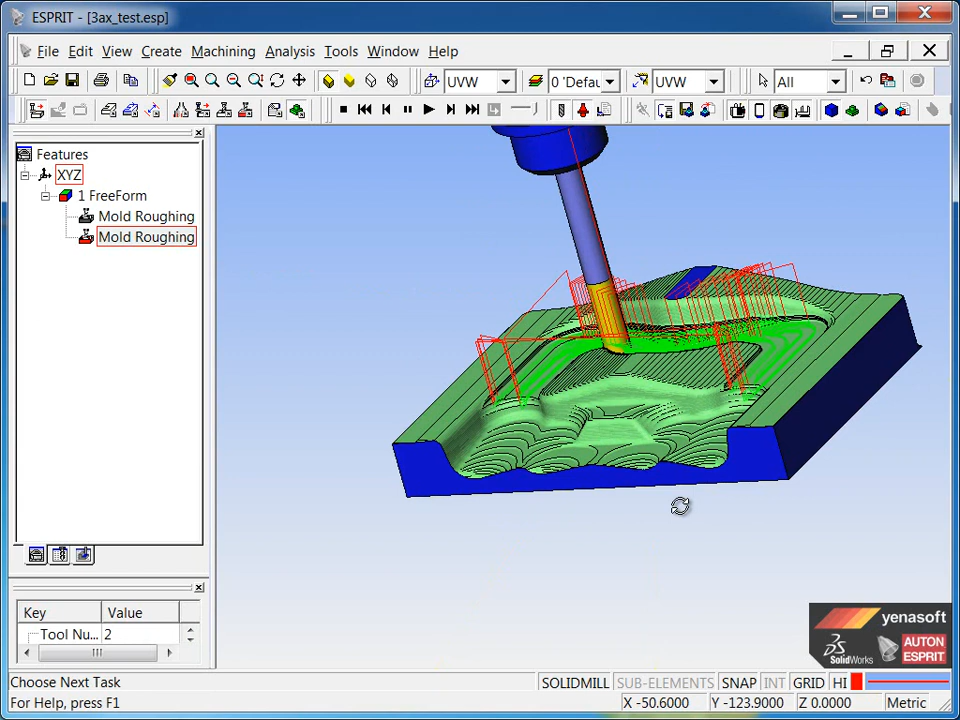 ESPRIT - [3ax_test.esp]
File Edit View Create Machining Analysis Tools Window Help
UVW 0 'Defau UVW All
Features
XYZ
1 FreeForm
Mold Roughing
Mold Roughing
Key Value
Tool Nu... 2
yenasoft
SolidWorks
AUTON
ESPRIT
Choose Next Task SOLIDMILL SUB-ELEMENTS SNAP INT GRID HI
For Help, press F1 X -50.6000 Y -123.9000 Z 0.0000 Metric